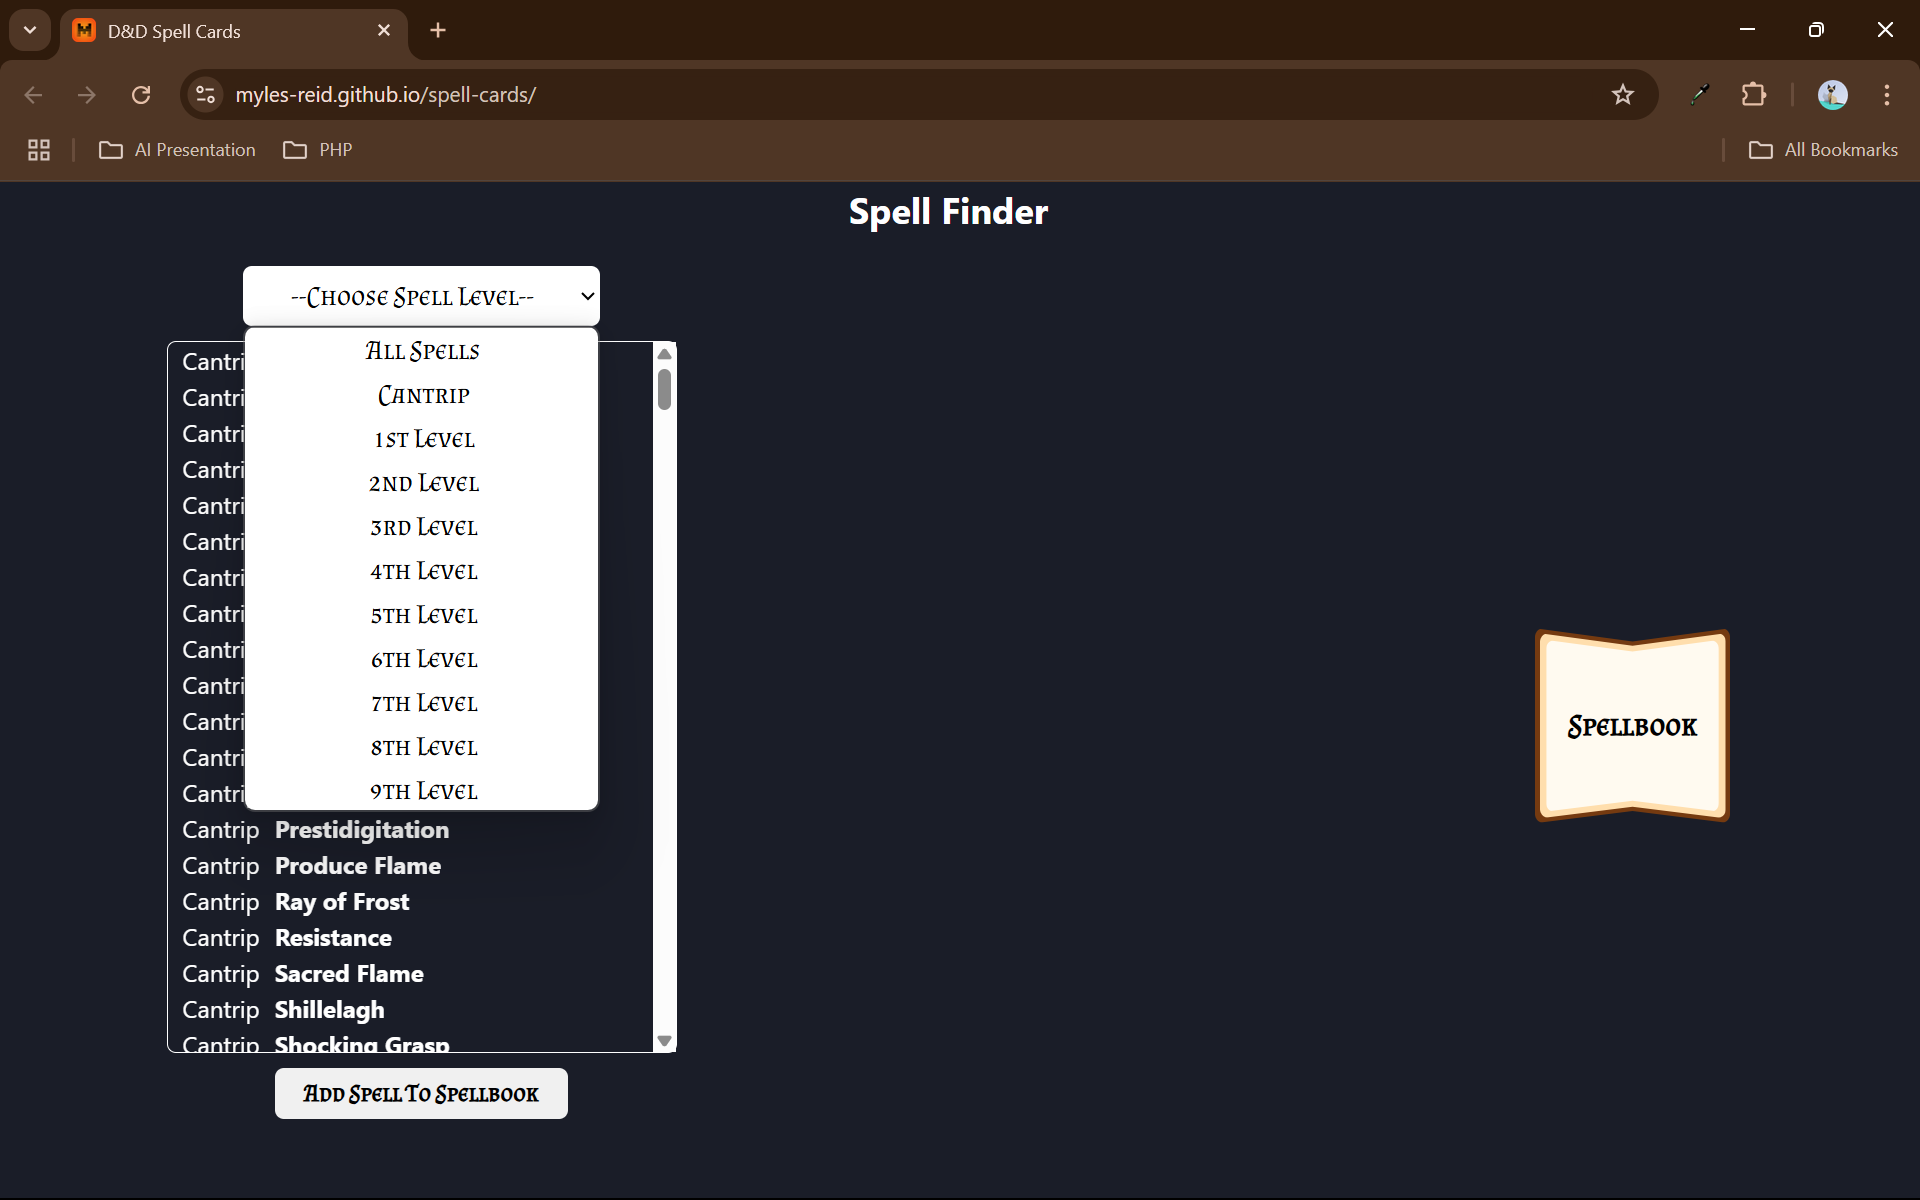 D&D Spell Cards
myles-reid.github.io/spell-cards/
AI Presentation
PHP
All Bookmarks
Spell Finder
--Choose Spell Level--
All Spells
Cantrip
1st Level
2nd Level
3rd Level
4th Level
5th Level
6th Level
7th Level
8th Level
9th Level
Cantri
Cantri
Cantri
Cantri
Cantri
Cantri
Cantri
Cantri
Cantri
Cantri
Cantri
Cantri
Cantri
Cantrip Prestidigitation
Cantrip Produce Flame
Cantrip Ray of Frost
Cantrip Resistance
Cantrip Sacred Flame
Cantrip Shillelagh
Cantrip Shocking Grasp
Add Spell To Spellbook
Spellbook